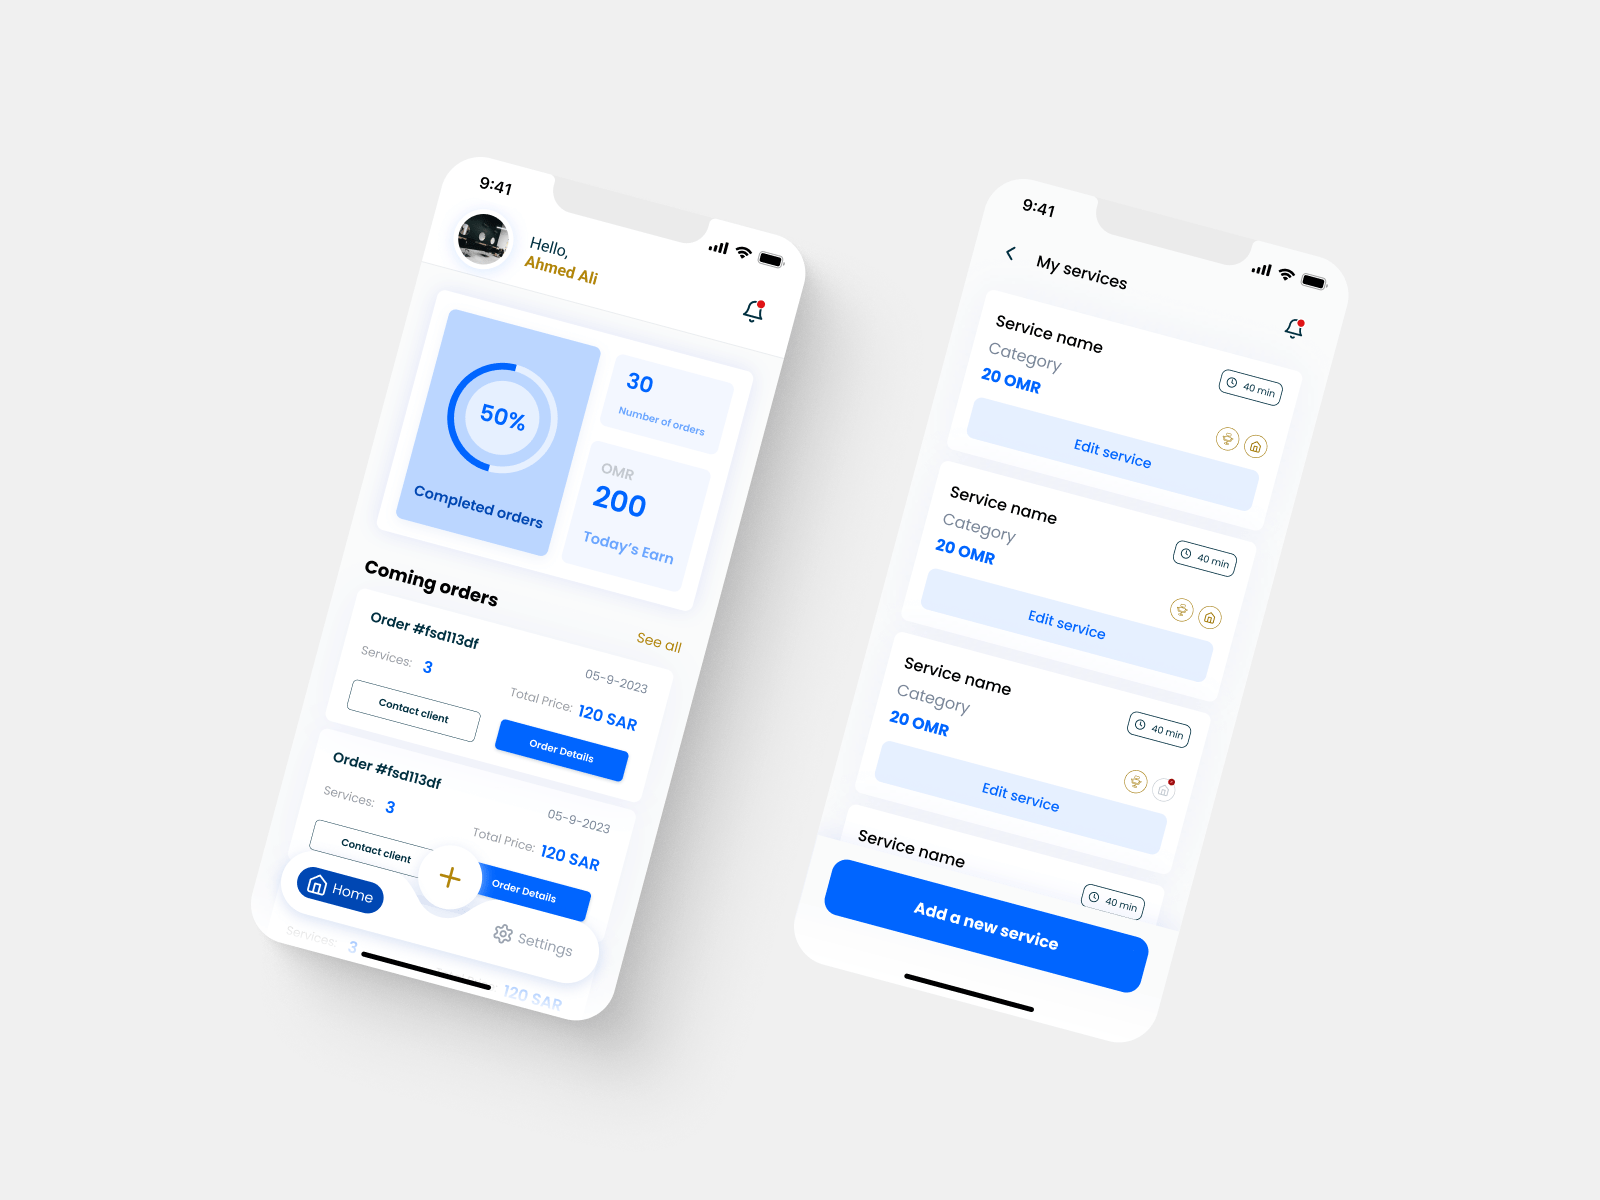 9:41
Hello,
Ahmed Ali
50%
Completed orders
30
Number of orders
OMR
200
Today's Earn
Coming orders
See all
Order #fsd113df
05-9-2023
Services: 3
Total Price: 120 SAR
Contact client
Order Details
Order #fsd113df
05-9-2023
Services: 3
Total Price: 120 SAR
Contact client
Order Details
Home
Settings
Services: 3
120 SAR
9:41
My services
Service name
Category
20 OMR
40 min
Edit service
Service name
Category
20 OMR
40 min
Edit service
Service name
Category
20 OMR
40 min
Edit service
Service name
40 min
Add a new service